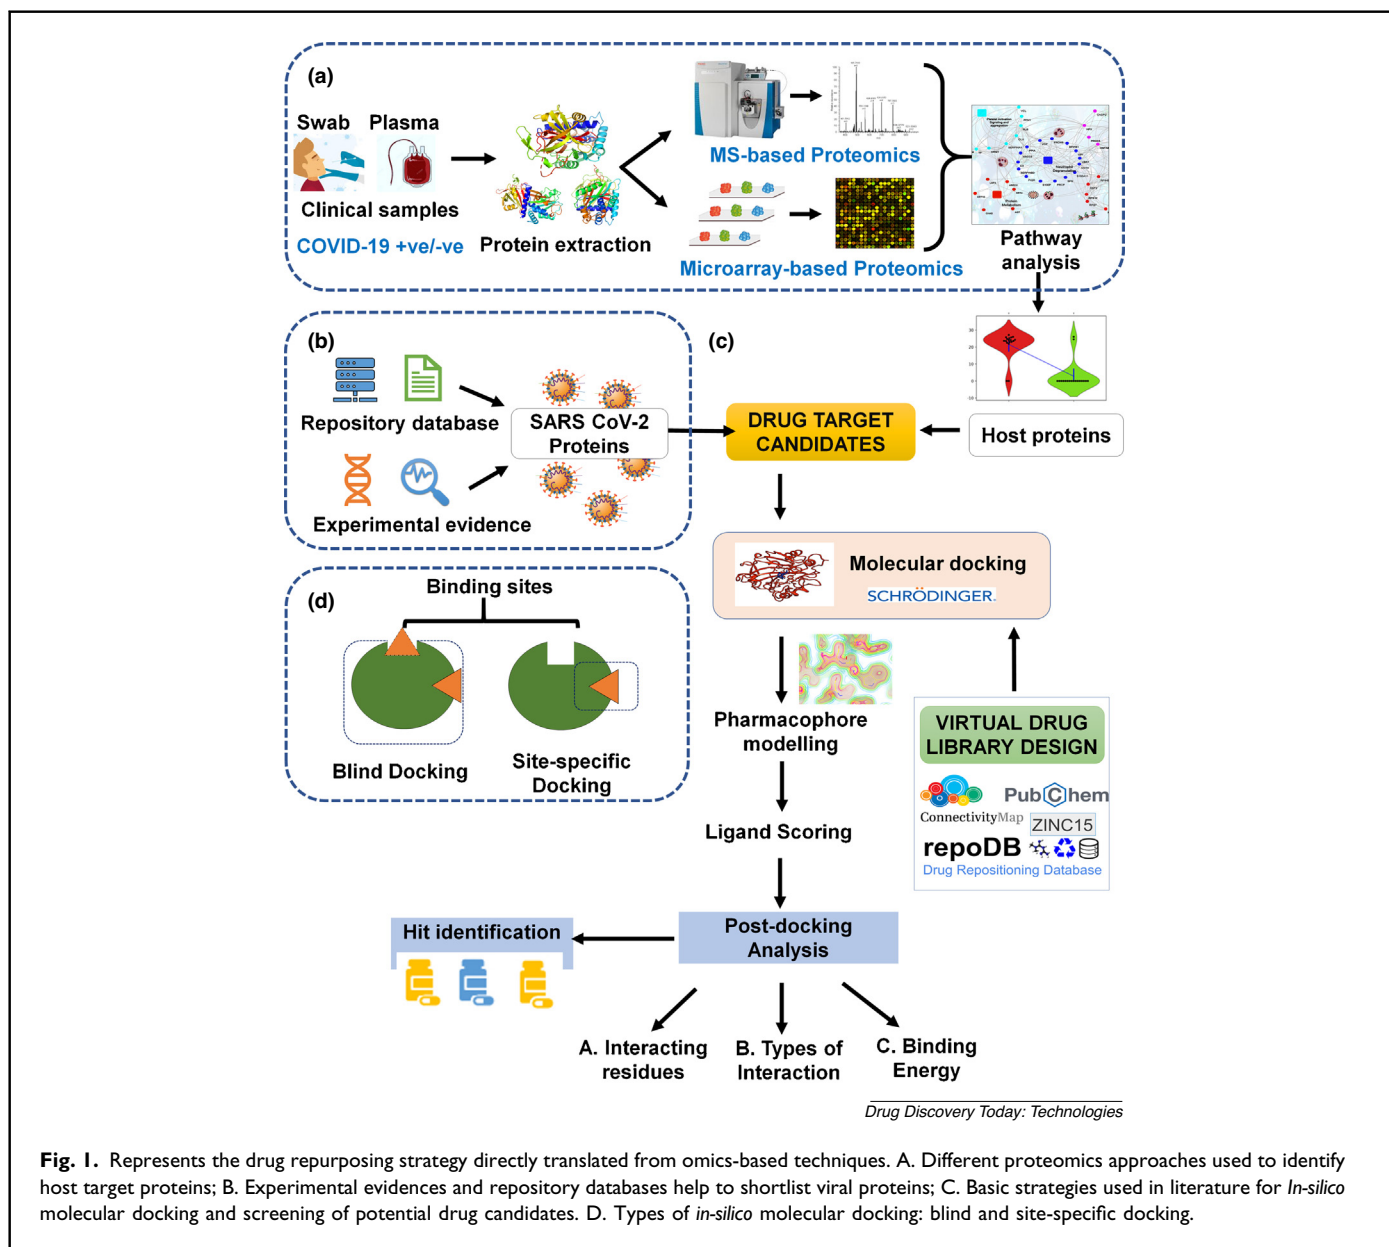 (a)
Swab
Plasma
Clinical samples
COVID-19 +ve/-ve
Protein extraction
MS-based Proteomics
Microarray-based Proteomics
Pathway
analysis
(b)
Repository database
Experimental evidence
SARS CoV-2
Proteins
(c)
DRUG TARGET
CANDIDATES
30
20
10
0
10
Host proteins
Molecular docking
SCHRÖDINGER.
(d)
Binding sites
Blind Docking
Site-specific
Docking
Pharmacophore
modelling
Ligand Scoring
VIRTUAL DRUG
LIBRARY DESIGN
ConnectivityMap
PubChem
ZINC15
repoDB
Drug Repositioning Database
Post-docking
Analysis
Hit identification
A. Interacting
residues
B. Types of
Interaction
C. Binding
Energy
Drug Discovery Today: Technologies
Fig. 1. Represents the drug repurposing strategy directly translated from omics-based techniques. A. Different proteomics approaches used to identify
host target proteins; B. Experimental evidences and repository databases help to shortlist viral proteins; C. Basic strategies used in literature for In-silico
molecular docking and screening of potential drug candidates. D. Types of in-silico molecular docking: blind and site-specific docking.